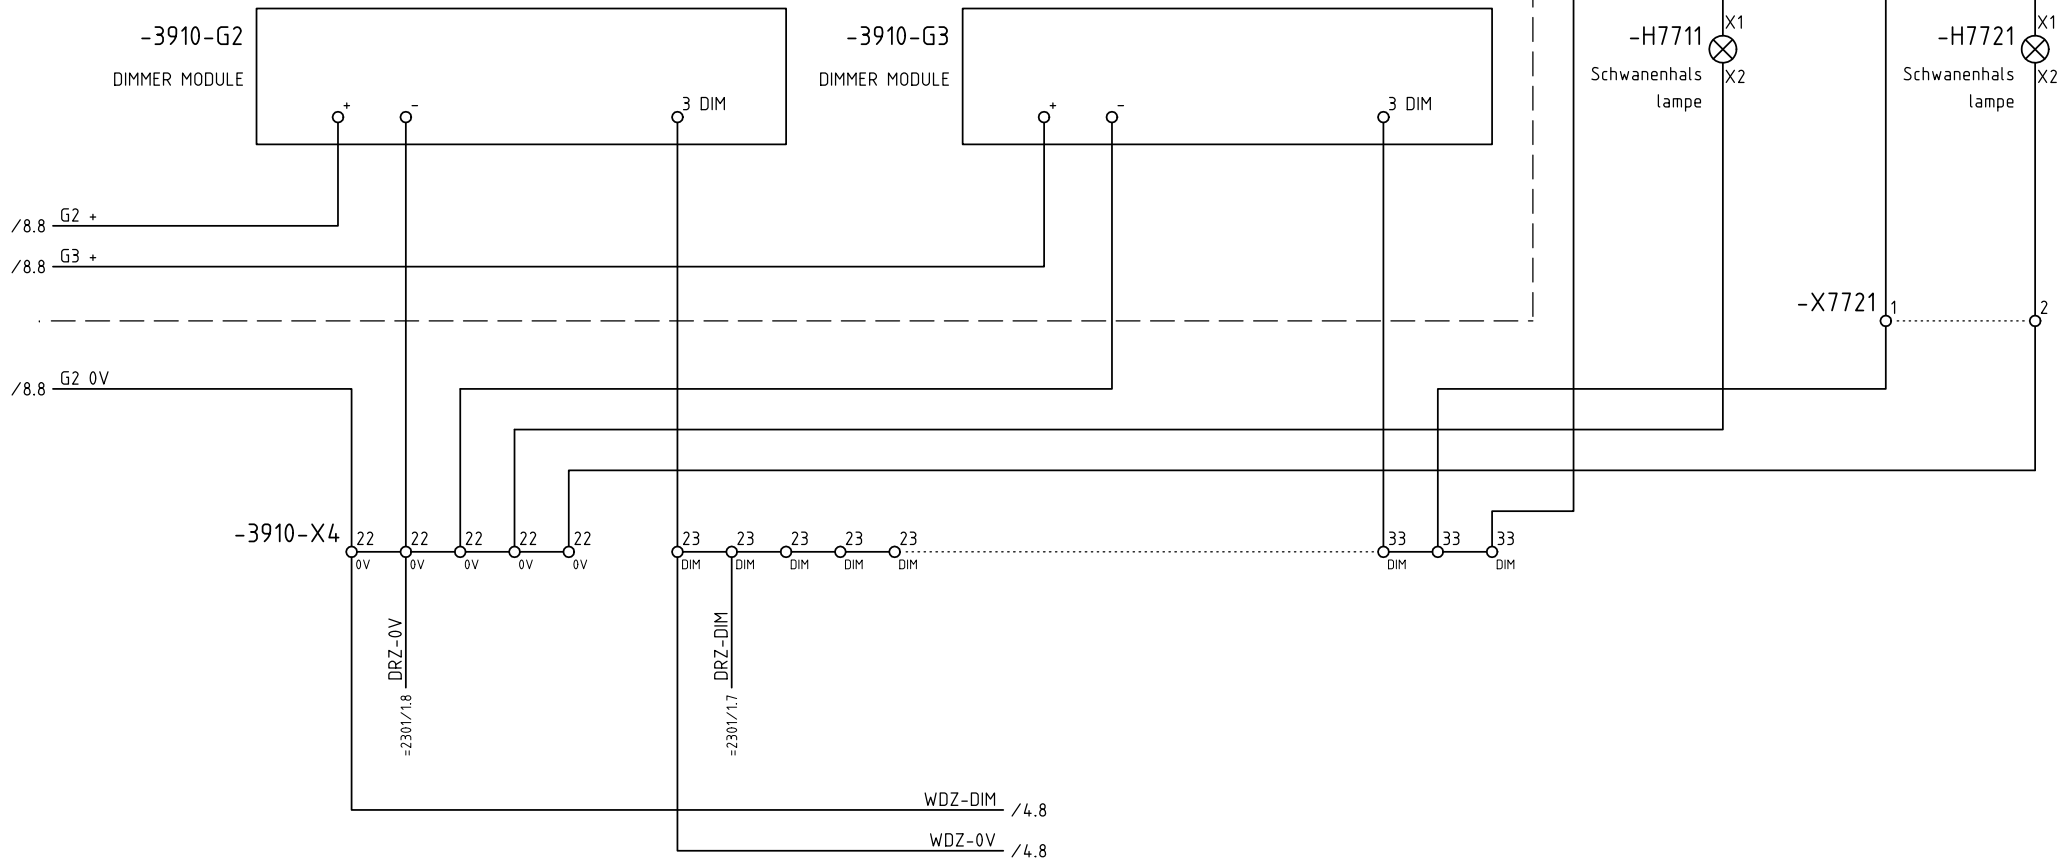 -3910-G2
DIMMER MODULE
+
-
3 DIM
-3910-G3
DIMMER MODULE
+
-
3 DIM
-H7711
X1
X2
Schwanenhals
lampe
-H7721
X1
X2
Schwanenhals
lampe
/8.8 G2 +
/8.8 G3 +
-X7721 1 2
/8.8 G2 0V
-3910-X4 22 22 22 22 22 23 23 23 23 23 33 33 33
0V 0V 0V 0V 0V DIM DIM DIM DIM DIM DIM DIM
DRZ-0V
=2301/1.8
DRZ-DIM
=2301/1.7
WDZ-DIM /4.8
WDZ-0V /4.8